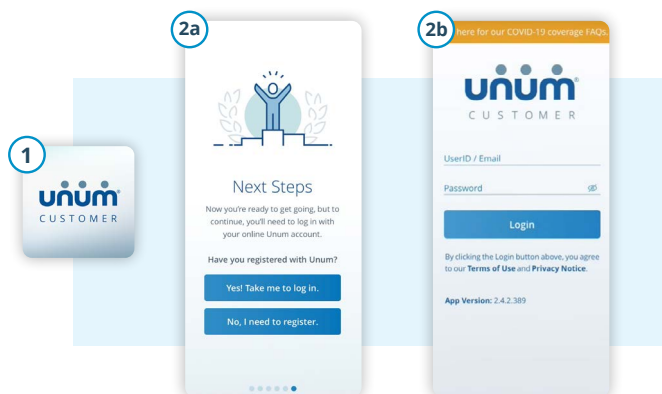 1
unum
CUSTOMER
2a
Next Steps
Now you're ready to get going, but to
continue, you'll need to log in with
your online Unum account.
Have you registered with Unum?
Yes! Take me to log in.
No, I need to register.
2b
here for our COVID-19 coverage FAQs.
unum
CUSTOMER
UserID / Email
Password
Login
By clicking the Login button above, you agree
to our Terms of Use and Privacy Notice.
App Version: 2.4.2.389